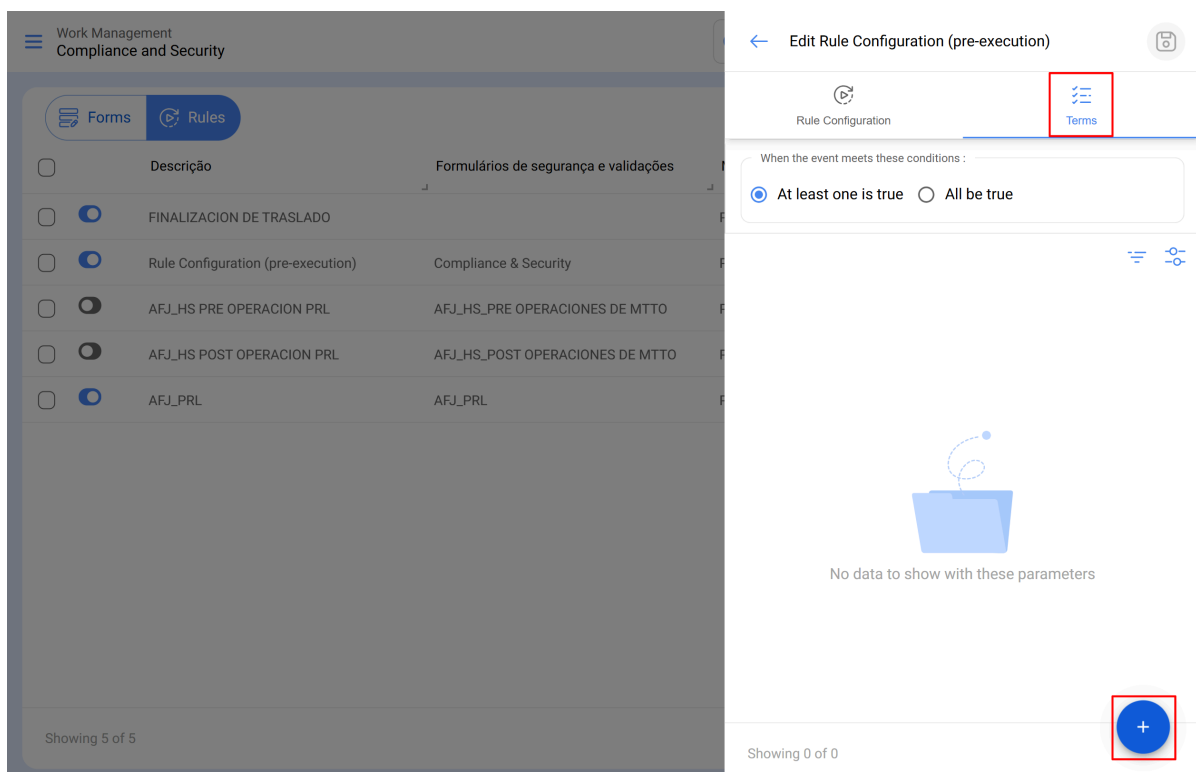 Work Management
Compliance and Security
Forms
Rules
Descrição
Formulários de segurança e validações
FINALIZACION DE TRASLADO
Rule Configuration (pre-execution)
Compliance & Security
AFJ_HS PRE OPERACION PRL
AFJ_HS_PRE OPERACIONES DE MTTO
AFJ_HS POST OPERACION PRL
AFJ_HS_POST OPERACIONES DE MTTO
AFJ_PRL
AFJ_PRL
Showing 5 of 5
Edit Rule Configuration (pre-execution)
Rule Configuration
Terms
When the event meets these conditions :
At least one is true
All be true
No data to show with these parameters
Showing 0 of 0